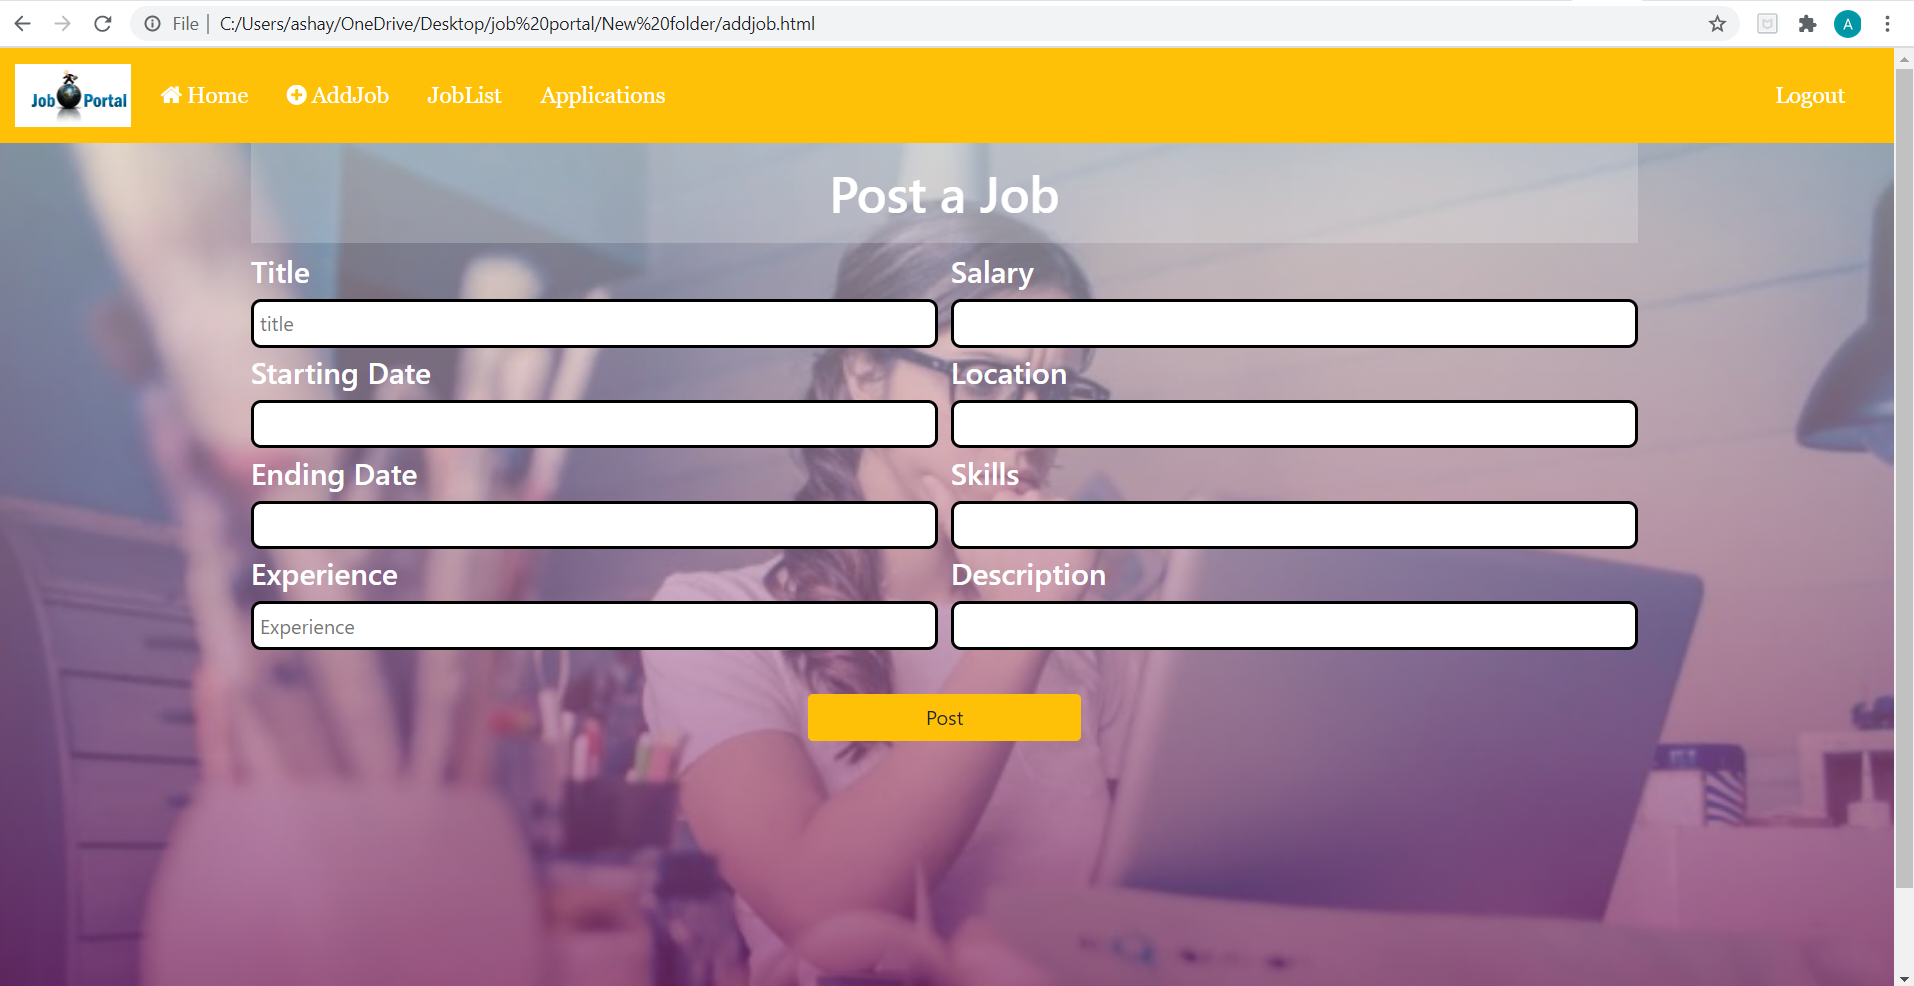 File | C:/Users/ashay/OneDrive/Desktop/job%20portal/New%20folder/addjob.html
A
Job Portal
Home AddJob JobList Applications Logout
Post a Job
Title Salary
title
Starting Date Location
Ending Date Skills
Experience Description
Experience
Post